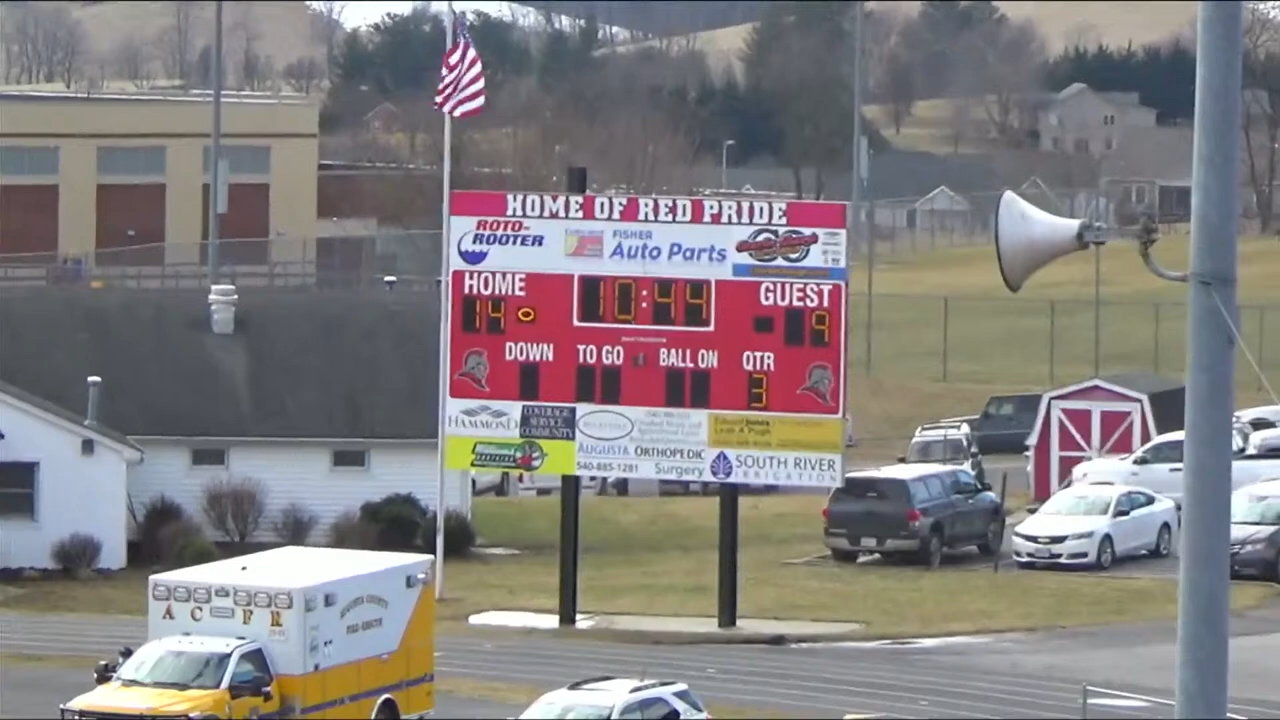 HOME OF RED PRIDE
ROTO-
ROOTER
FISHER
Auto Parts
HOME
10:44
GUEST
14
9
DOWN
TO GO
BALL ON
QTR
3
HAMMOND
COVERAGE
SERVICE
COMMUNITY
AUGUSTA ORTHOPEDIC
540-885-1281
Surgery
SOUTH RIVER
IRRIGATION
A C F R
AUGUSTA COUNTY
FIRE-RESCUE